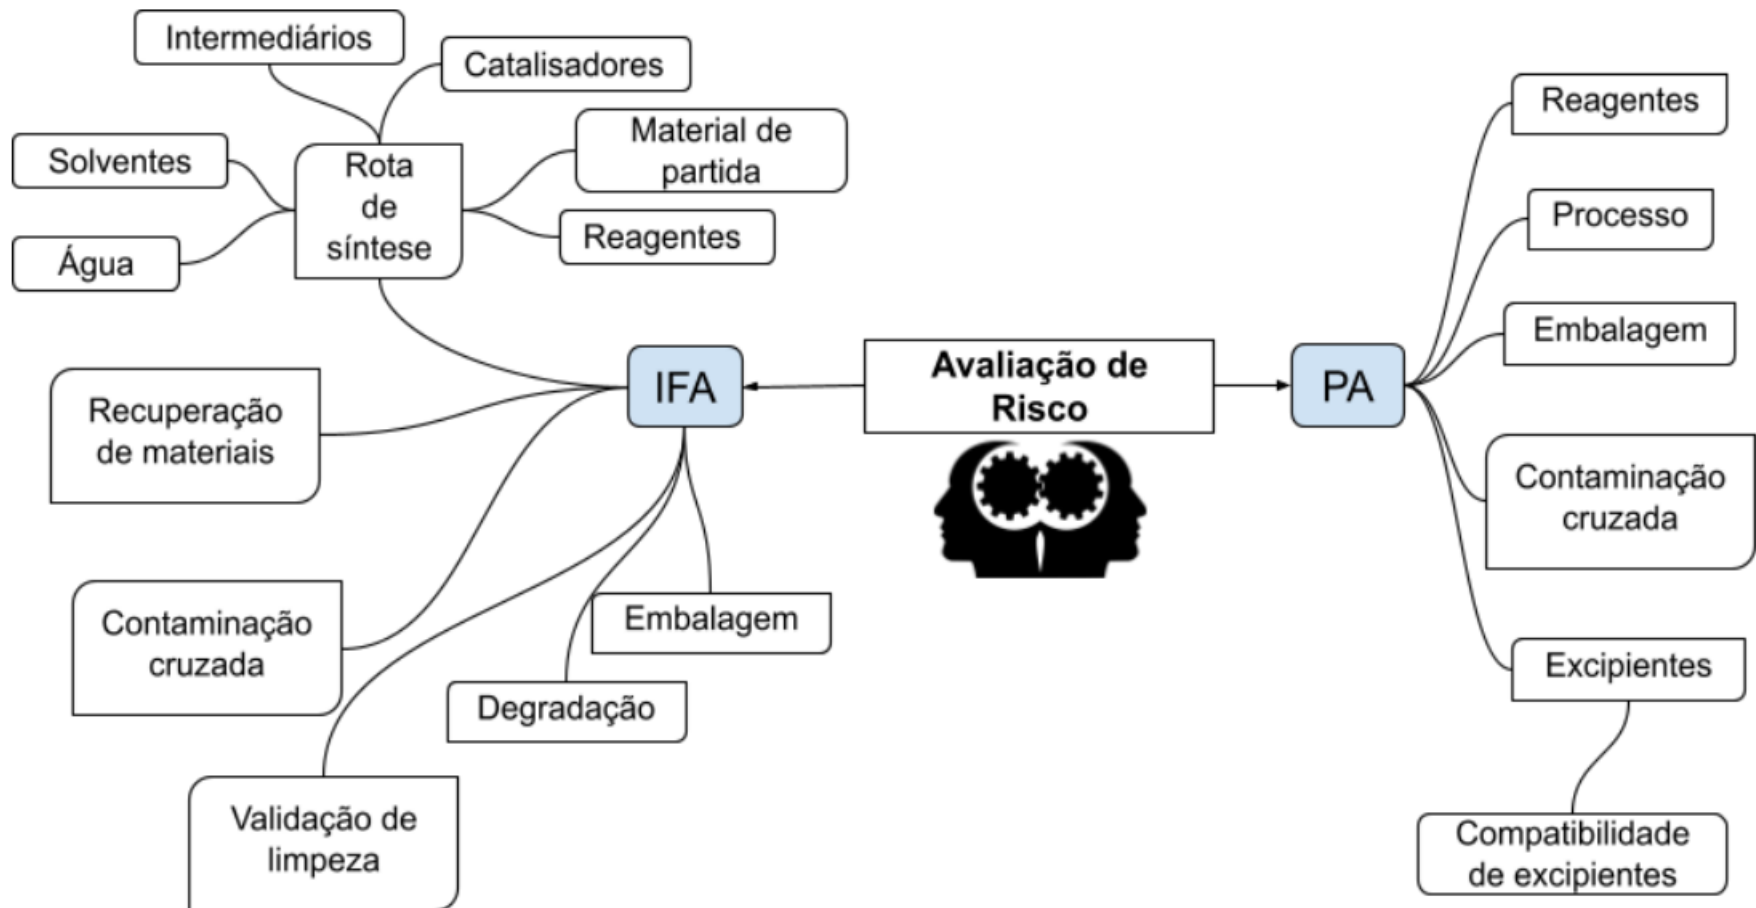 Intermediários
Catalisadores
Solventes
Água
Rota
de
síntese
Material de
partida
Reagentes
IFA
Recuperação
de materiais
Contaminação
cruzada
Validação de
limpeza
Degradação
Embalagem
Avaliação de
Risco
PA
Reagentes
Processo
Embalagem
Contaminação
cruzada
Excipientes
Compatibilidade
de excipientes